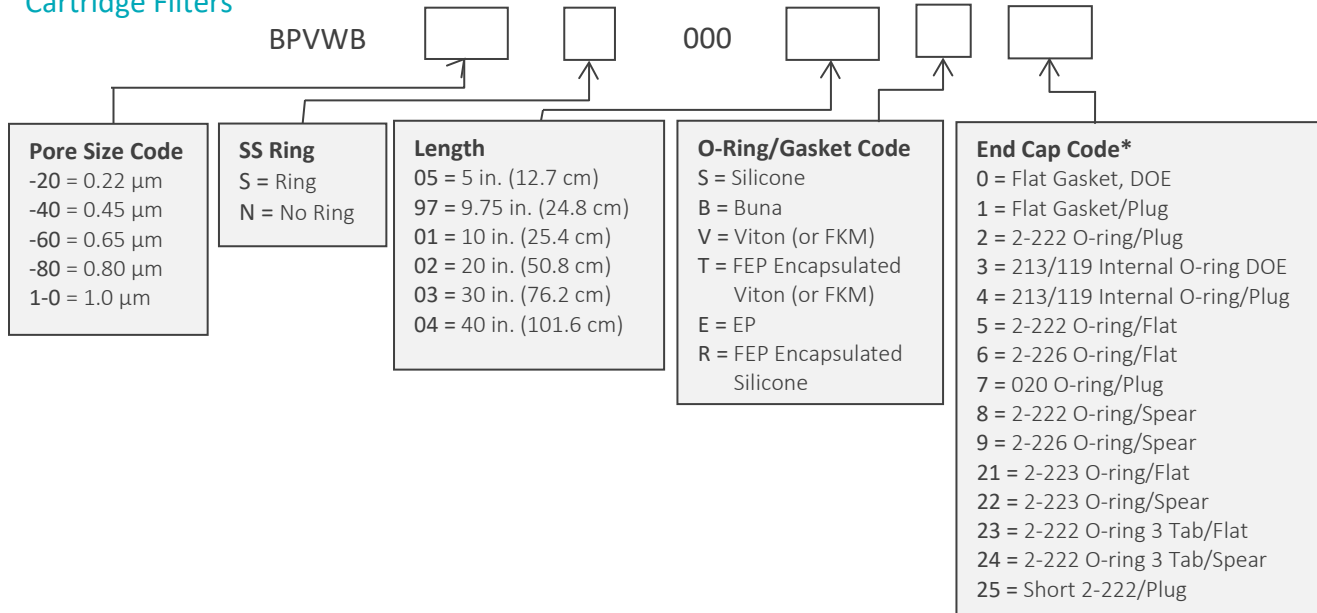 Cartridge Filters
BPVWB 000
Pore Size Code
-20 = 0.22 µm
-40 = 0.45 µm
-60 = 0.65 µm
-80 = 0.80 µm
1-0 = 1.0 µm
SS Ring
S = Ring
N = No Ring
Length
05 = 5 in. (12.7 cm)
97 = 9.75 in. (24.8 cm)
01 = 10 in. (25.4 cm)
02 = 20 in. (50.8 cm)
03 = 30 in. (76.2 cm)
04 = 40 in. (101.6 cm)
O-Ring/Gasket Code
S = Silicone
B = Buna
V = Viton (or FKM)
T = FEP Encapsulated
Viton (or FKM)
E = EP
R = FEP Encapsulated
Silicone
End Cap Code*
0 = Flat Gasket, DOE
1 = Flat Gasket/Plug
2 = 2-222 O-ring/Plug
3 = 213/119 Internal O-ring DOE
4 = 213/119 Internal O-ring/Plug
5 = 2-222 O-ring/Flat
6 = 2-226 O-ring/Flat
7 = 020 O-ring/Plug
8 = 2-222 O-ring/Spear
9 = 2-226 O-ring/Spear
21 = 2-223 O-ring/Flat
22 = 2-223 O-ring/Spear
23 = 2-222 O-ring 3 Tab/Flat
24 = 2-222 O-ring 3 Tab/Spear
25 = Short 2-222/Plug